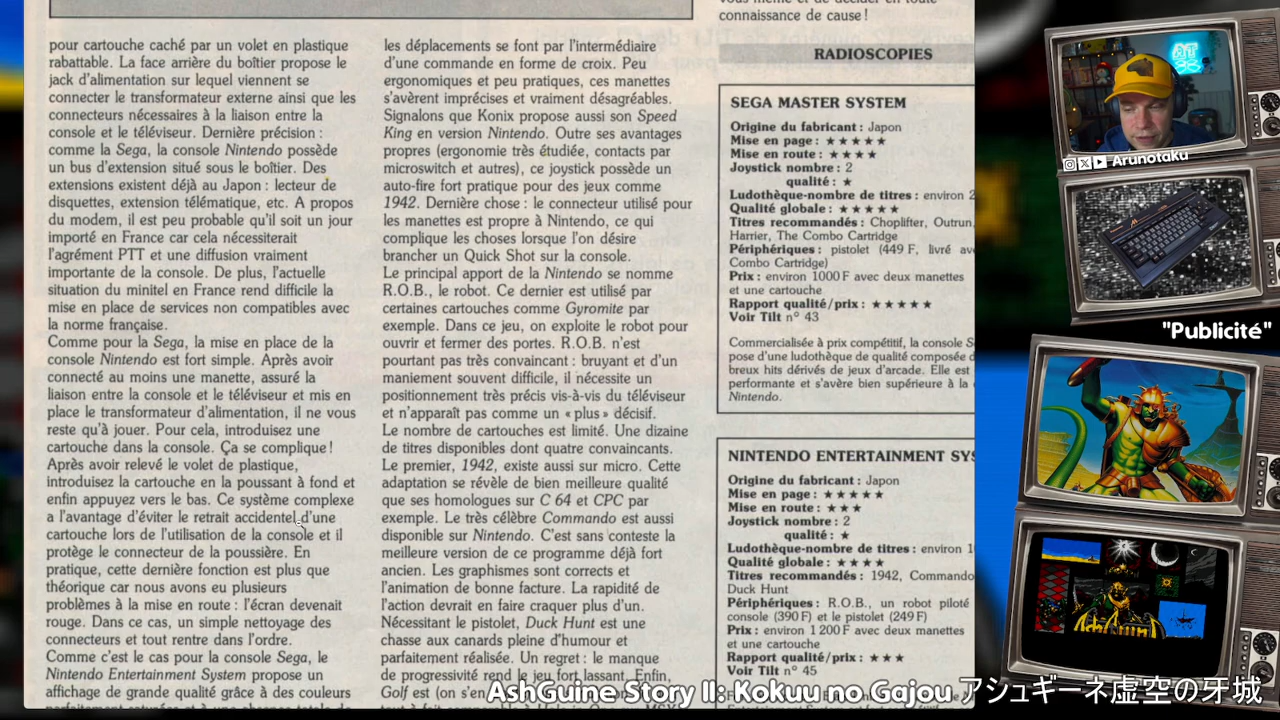 pour cartouche caché par un volet en plastique
rabattable. La face arrière du boîtier propose le
jack d'alimentation sur lequel viennent se
connecter le transformateur externe ainsi que les
connecteurs nécessaires à la liaison entre la
console et le téléviseur. Dernière précision :
comme la Sega, la console Nintendo possède
un bus d'extension situé sous le boîtier. Des
extensions existent déjà au Japon : lecteur de
disquettes, extension télématique, etc. A propos
du modem, il est peu probable qu'il soit un jour
importé en France car cela nécessiterait
l'agrément PTT et une diffusion vraiment
importante de la console. De plus, l'actuelle
situation du minitel en France rend difficile la
mise en place de services non compatibles avec
la norme française.
Comme pour la Sega, la mise en place de la
console Nintendo est fort simple. Après avoir
connecté au moins une manette, assuré la
liaison entre la console et le téléviseur et mis en
place le transformateur d'alimentation, il ne vous
reste qu'à jouer. Pour cela, introduisez une
cartouche dans la console. Ça se complique !
Après avoir relevé le volet de plastique,
introduisez la cartouche en la poussant à fond et
enfin appuyez vers le bas. Ce système complexe
a l'avantage d'éviter le retrait accidentel d'une
cartouche lors de l'utilisation de la console et il
protège le connecteur de la poussière. En
pratique, cette dernière fonction est plus que
théorique car nous avons eu plusieurs
problèmes à la mise en route : l'écran devenait
rouge. Dans ce cas, un simple nettoyage des
connecteurs et tout rentre dans l'ordre.
Comme c'est le cas pour la console Sega, le
Nintendo Entertainment System propose un
affichage de grande qualité grâce à des couleurs
les déplacements se font par l'intermédiaire
d'une commande en forme de croix. Peu
ergonomiques et peu pratiques, ces manettes
s'avèrent imprécises et vraiment désagréables.
Signalons que Konix propose aussi son Speed
King en version Nintendo. Outre ses avantages
propres (ergonomie très étudiée, contacts par
microswitch et autres), ce joystick possède un
auto-fire fort pratique pour des jeux comme
1942. Dernière chose : le connecteur utilisé pour
les manettes est propre à Nintendo, ce qui
complique les choses lorsque l'on désire
brancher un Quick Shot sur la console.
Le principal apport de la Nintendo se nomme
R.O.B., le robot. Ce dernier est utilisé par
certaines cartouches comme Gyromite par
exemple. Dans ce jeu, on exploite le robot pour
ouvrir et fermer des portes. R.O.B. n'est
pourtant pas très convaincant : bruyant et d'un
maniement souvent difficile, il nécessite un
positionnement très précis vis-à-vis du téléviseur
et n'apparaît pas comme un « plus » décisif.
Le nombre de cartouches est limité. Une dizaine
de titres disponibles dont quatre convaincants.
Le premier, 1942, existe aussi sur micro. Cette
adaptation se révèle de bien meilleure qualité
que ses homologues sur C 64 et CPC par
exemple. Le très célèbre Commando est aussi
disponible sur Nintendo. C'est sans conteste la
meilleure version de ce programme déjà fort
ancien. Les graphismes sont corrects et
l'animation de bonne facture. La rapidité de
l'action devrait en faire craquer plus d'un.
Nécessitant le pistolet, Duck Hunt est une
chasse aux canards pleine d'humour et
parfaitement réalisée. Un regret : le manque
de progressivité rend le jeu fort lassant. Enfin,
Golf est (on s'en
connaissance de cause !
RADIOSCOPIES
SEGA MASTER SYSTEM
Origine du fabricant : Japon
Mise en page : ★★★★★
Mise en route : ★★★★
Joystick nombre : 2
qualité : ★
Ludothèque-nombre de titres : environ 2
Qualité globale : ★★★★★
Titres recommandés : Choplifter, Outrun,
Harrier, The Combo Cartridge
Périphériques : pistolet (449 F, livré av
Combo Cartridge)
Prix : environ 1000 F avec deux manettes
et une cartouche
Rapport qualité/prix : ★★★★★
Voir Tilt n° 43
Commercialisée à prix compétitif, la console S
pose d'une ludothèque de qualité composée d
breux hits dérivés de jeux d'arcade. Elle est
performante et s'avère bien supérieure à la
Nintendo.
NINTENDO ENTERTAINMENT SYS
Origine du fabricant : Japon
Mise en page : ★★★★★
Mise en route : ★★★
Joystick nombre : 2
qualité : ★
Ludothèque-nombre de titres : environ 1
Qualité globale : ★★★★
Titres recommandés : 1942, Commando
Duck Hunt
Périphériques : R.O.B., un robot piloté
console (390 F) et le pistolet (249 F)
Prix : environ 1 200 F avec deux manettes
et une cartouche
Rapport qualité/prix : ★★★
Voir Tilt n° 45
Arunotaku
"Publicité"
AshGuine Story II: Kokuu no Gajou アシュギーネ虚空の牙城